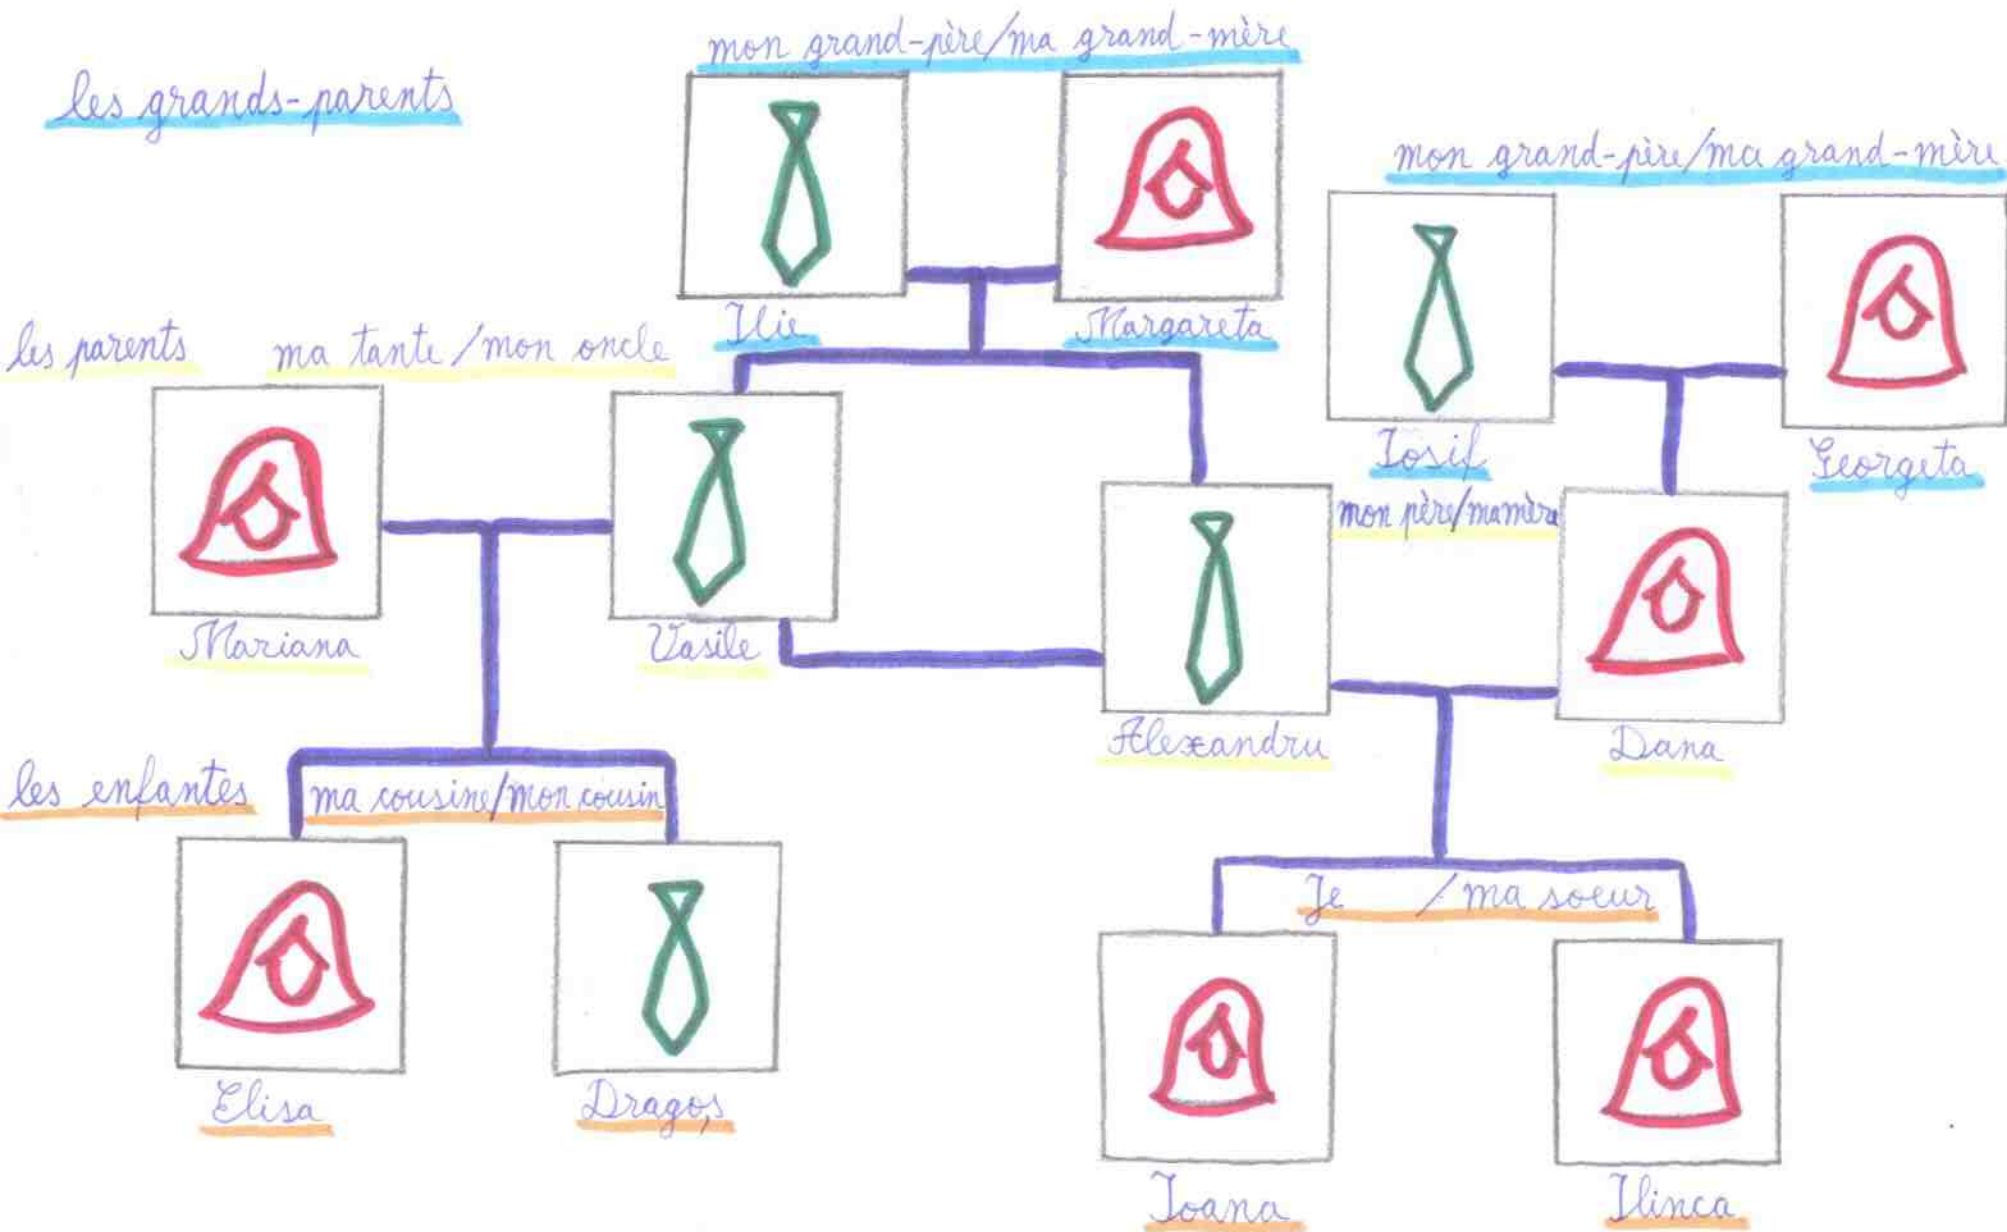 mon grand-père/ma grand-mère
les grands-parents
mon grand-père/ma grand-mère
Ilie
Margareta
les parents
ma tante/mon oncle
Iosif
Georgeta
mon père/ma mère
Mariana
Vasile
Alexandru
Dana
les enfantes
ma cousine/mon cousin
Je / ma soeur
Elisa
Dragoș
Ioana
Ilinca